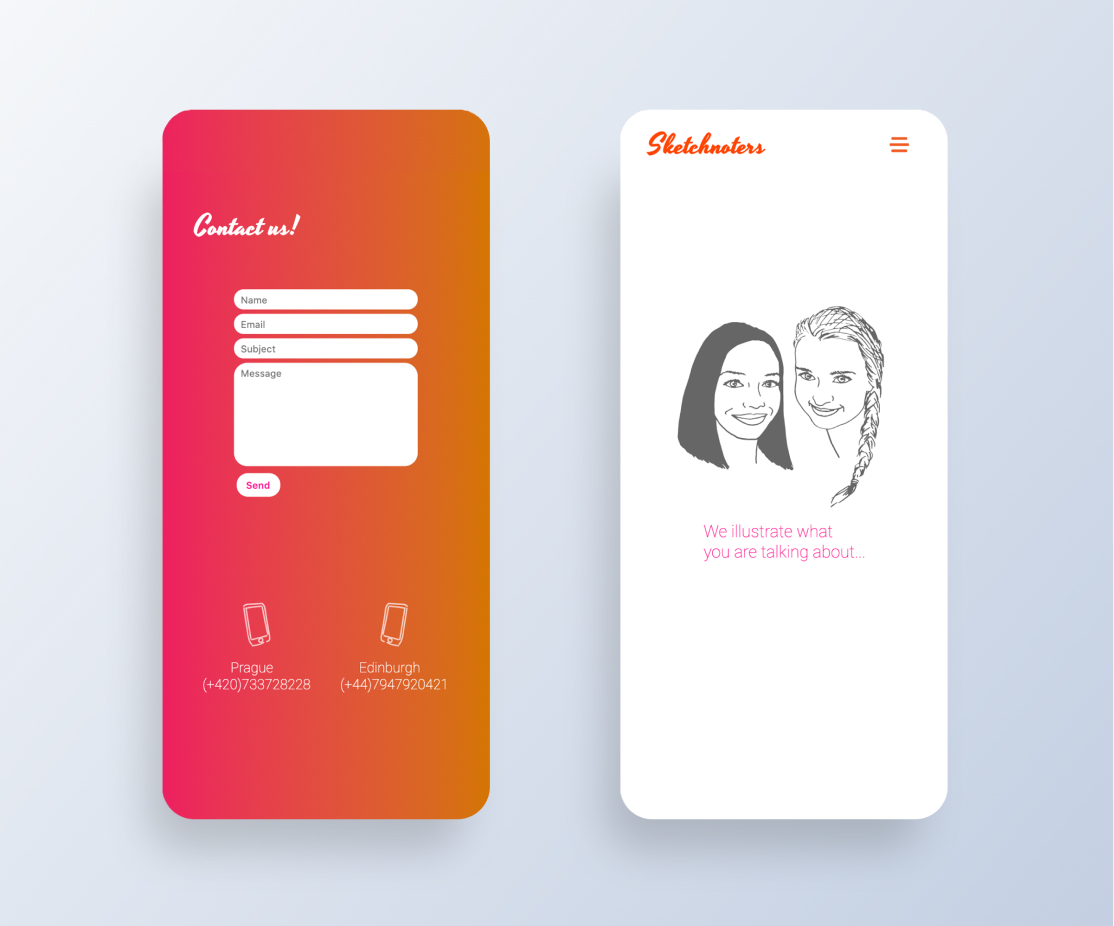 Contact us!
Name
Email
Subject
Message
Send
Prague
(+420)733728228
Edinburgh
(+44)7947920421
Sketchnoters
We illustrate what
you are talking about...